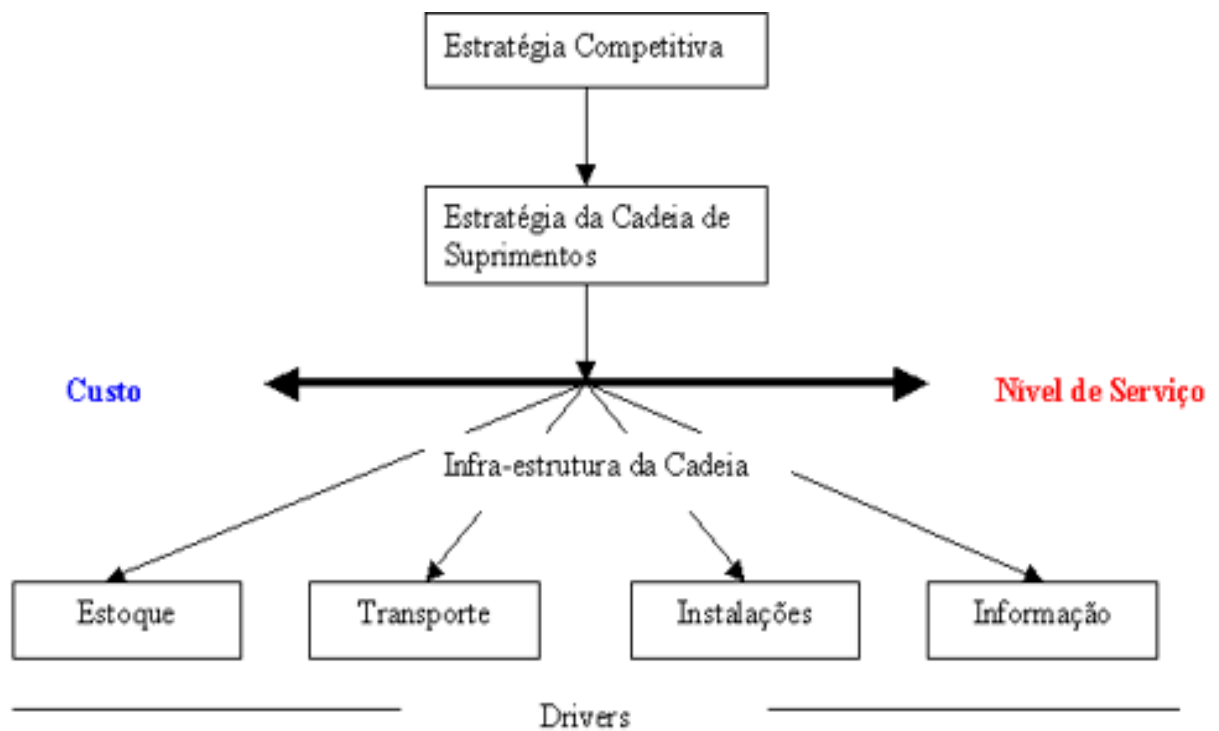 Estratégia Competitiva
Estratégia da Cadeia de
Suprimentos
Custo
Nível de Serviço
Infra-estrutura da Cadeia
Estoque
Transporte
Instalações
Informação
Drivers